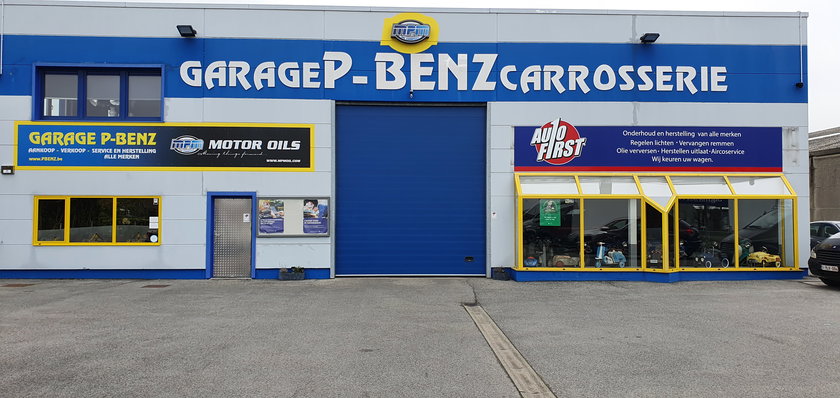 MPM
GARAGE P-BENZ CARROSSERIE
GARAGE P-BENZ
AANKOOP - VERKOOP - SERVICE EN HERSTELLING
ALLE MERKEN
WWW.PBENZ.be
MPM MOTOR OILS
WWW.MPMOIL.COM
AUTO FIRST
Onderhoud en herstelling van alle merken
Regelen lichten - Vervangen remmen
Olie verversen - Herstellen uitlaat - Aircoservice
Wij keuren uw wagen.